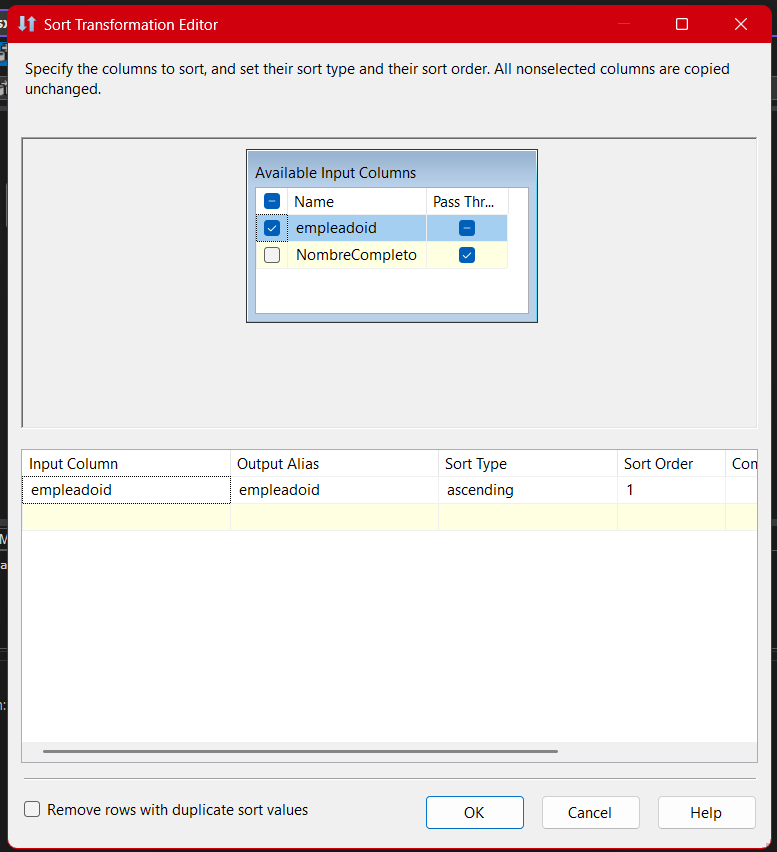 Sort Transformation Editor
Specify the columns to sort, and set their sort type and their sort order. All nonselected columns are copied
unchanged.
Available Input Columns
Name Pass Thr...
empleadoid
NombreCompleto
Input Column Output Alias Sort Type Sort Order Con
empleadoid empleadoid ascending 1
Remove rows with duplicate sort values
OK Cancel Help